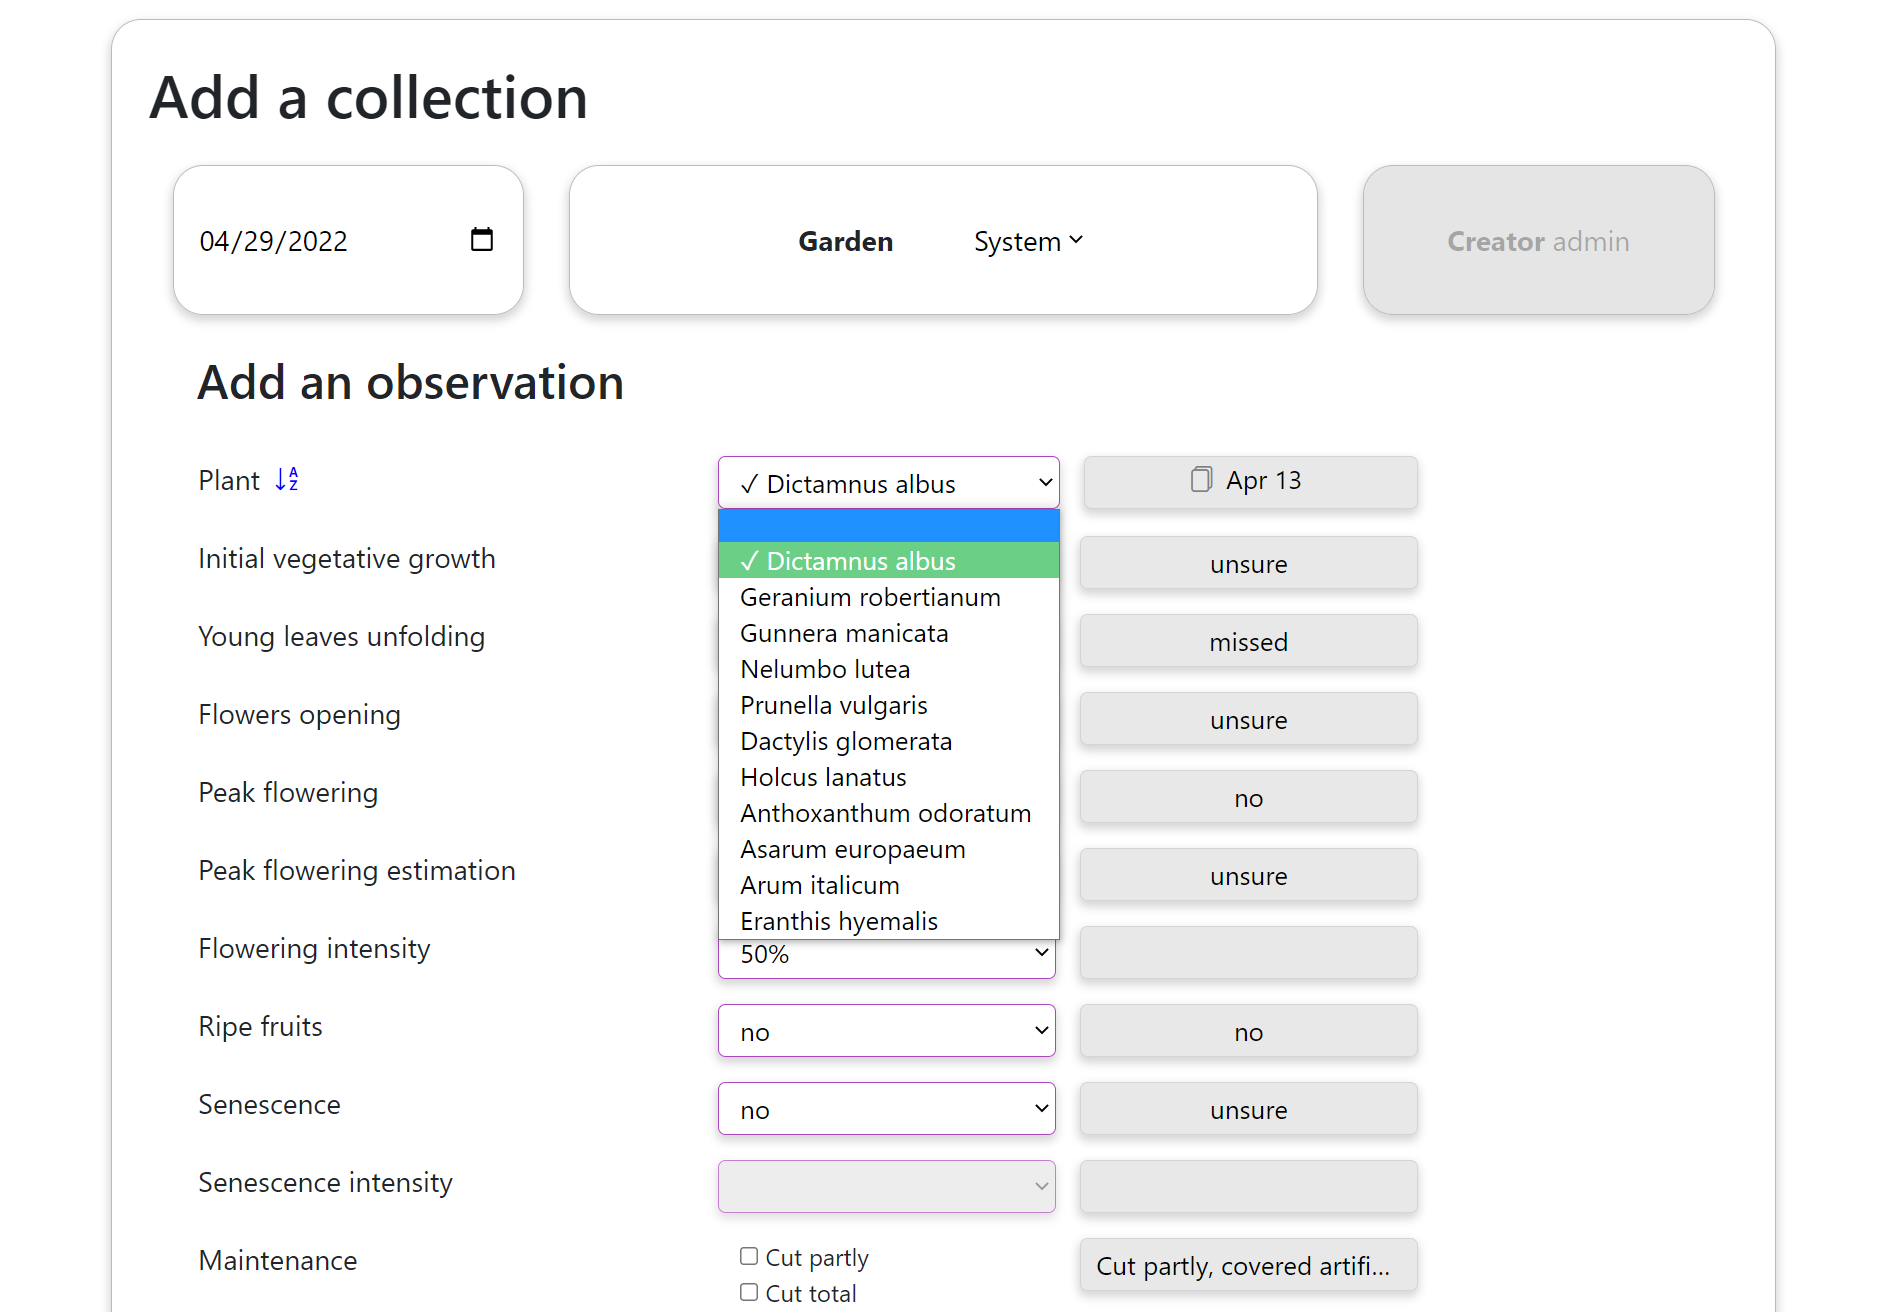 Add a collection
04/29/2022
Garden System
Creator admin
Add an observation
Plant
A
Z
✓ Dictamnus albus
Apr 13
✓ Dictamnus albus
Geranium robertianum
Gunnera manicata
Nelumbo lutea
Prunella vulgaris
Dactylis glomerata
Holcus lanatus
Anthoxanthum odoratum
Asarum europaeum
Arum italicum
Eranthis hyemalis
Initial vegetative growth
unsure
Young leaves unfolding
missed
Flowers opening
unsure
Peak flowering
no
Peak flowering estimation
unsure
Flowering intensity
50%
Ripe fruits
no
no
Senescence
no
unsure
Senescence intensity
Maintenance
Cut partly
Cut total
Cut partly, covered artifi...